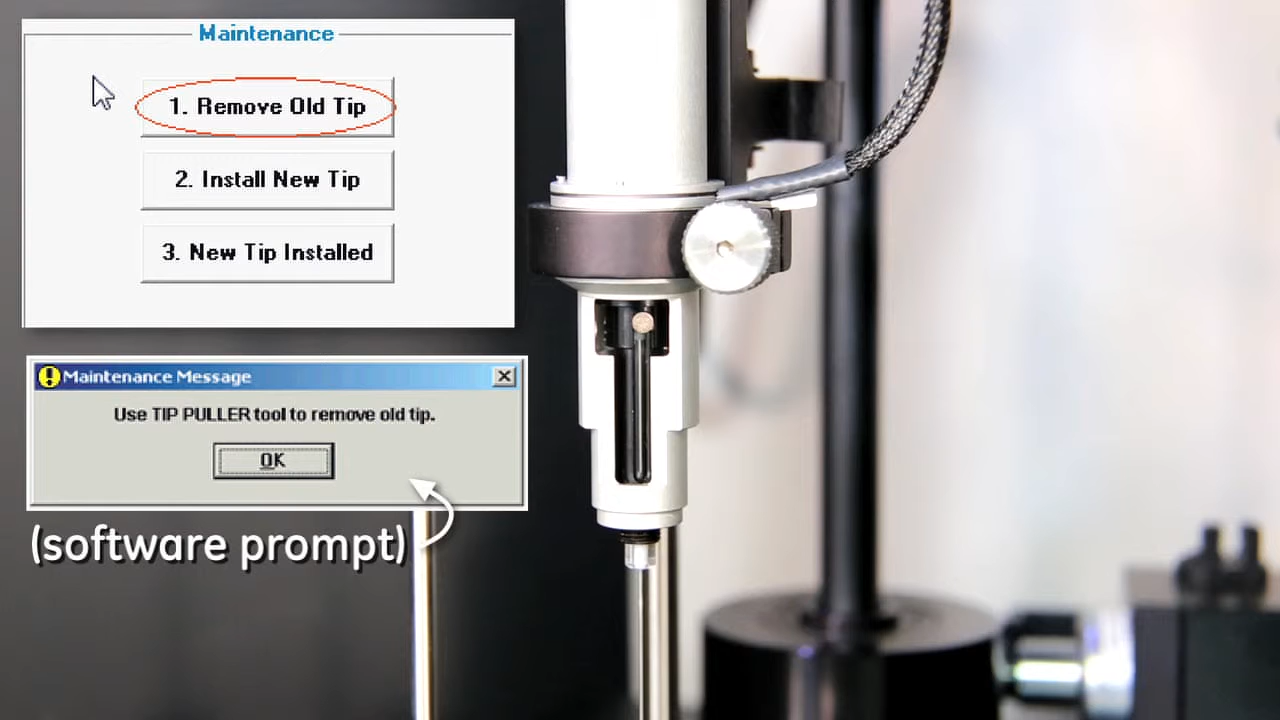 Maintenance
1. Remove Old Tip
2. Install New Tip
3. New Tip Installed
Maintenance Message
Use TIP PULLER tool to remove old tip.
OK
(software prompt)